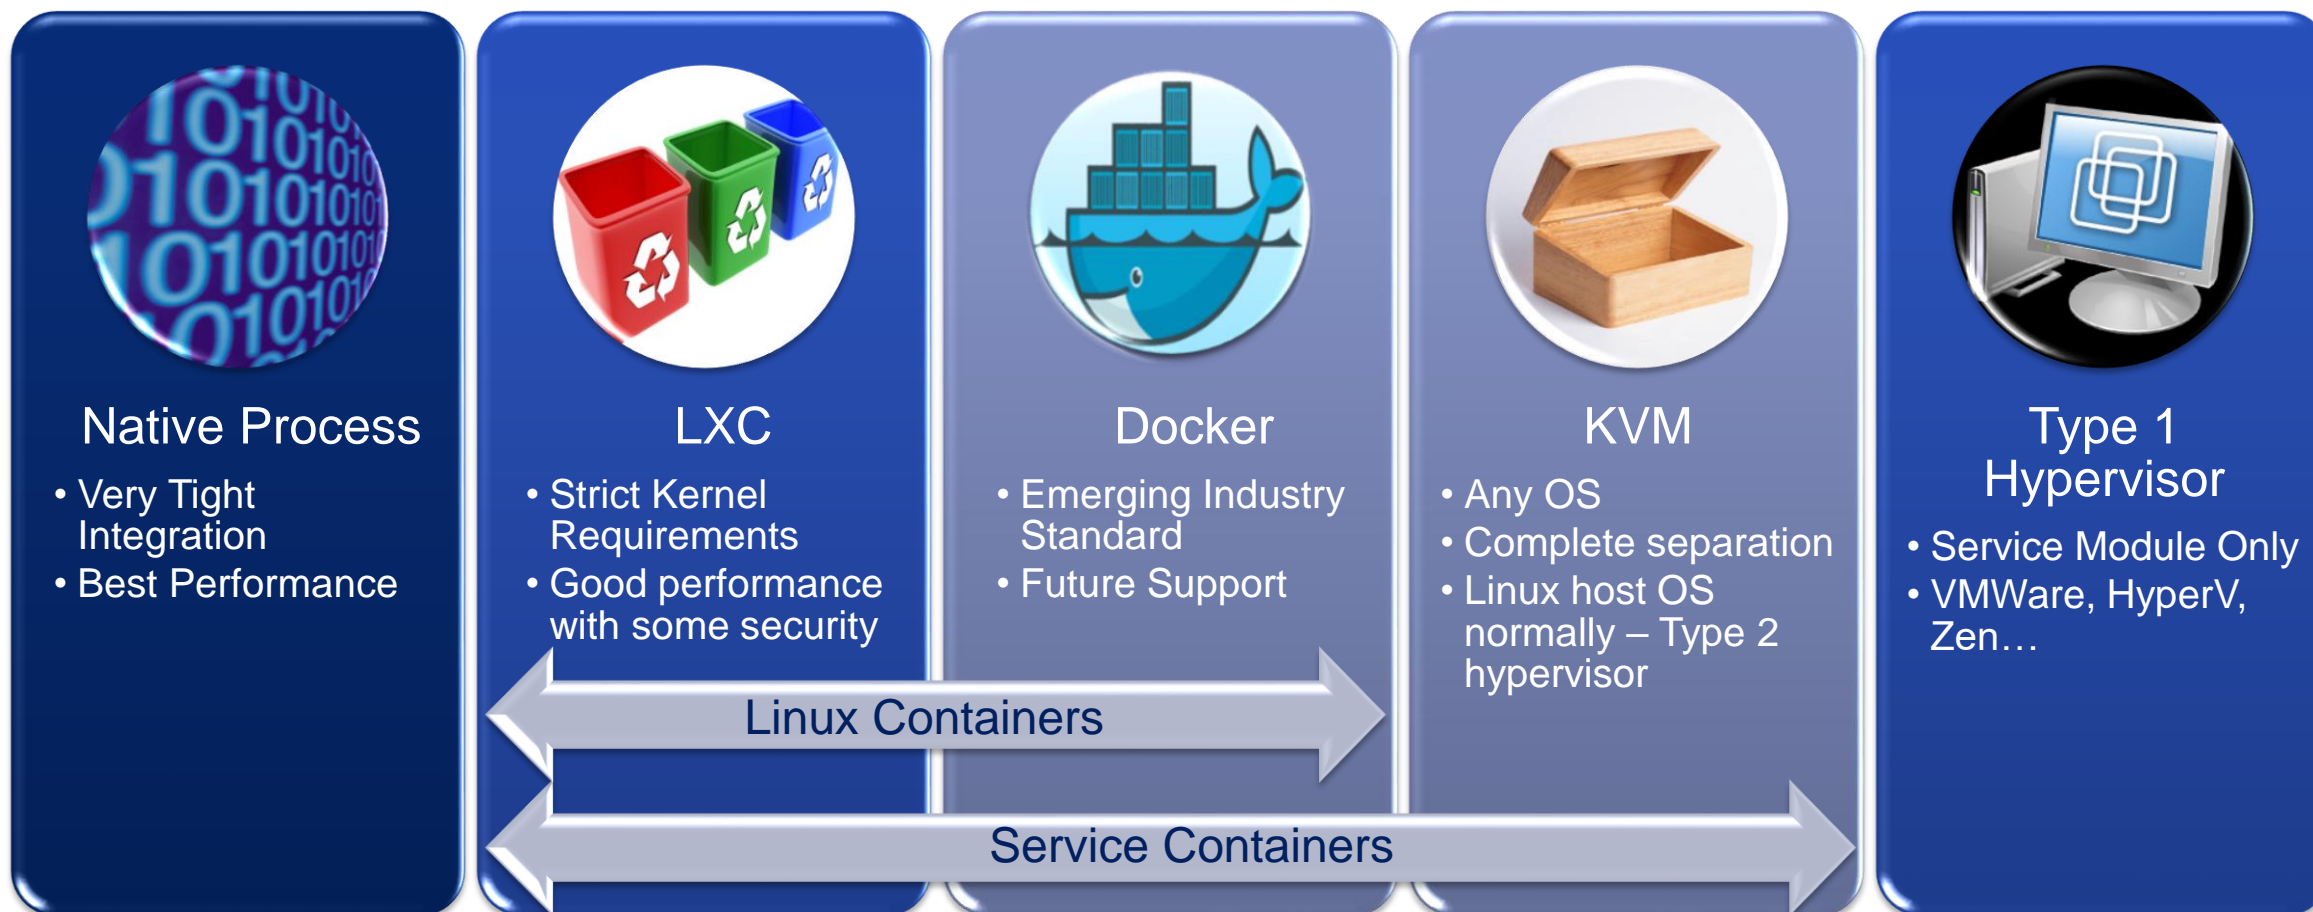 Native Process
• Very Tight
Integration
• Best Performance
LXC
• Strict Kernel
Requirements
• Good performance
with some security
Docker
• Emerging Industry
Standard
• Future Support
KVM
• Any OS
• Complete separation
• Linux host OS
normally – Type 2
hypervisor
Type 1
Hypervisor
• Service Module Only
• VMWare, HyperV,
Zen…
Linux Containers
Service Containers